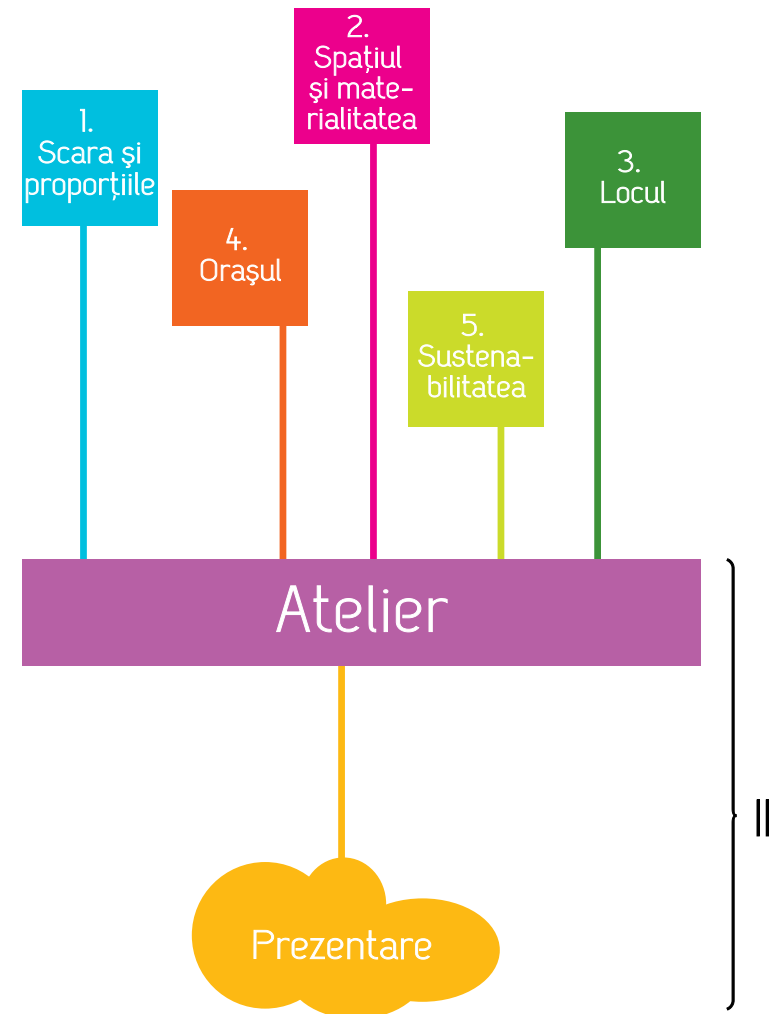 1.
Scara şi
proporţiile
2.
Spaţiul
şi mate-
rialitatea
3.
Locul
4.
Oraşul
5.
Sustena-
bilitatea
Atelier
II
Prezentare